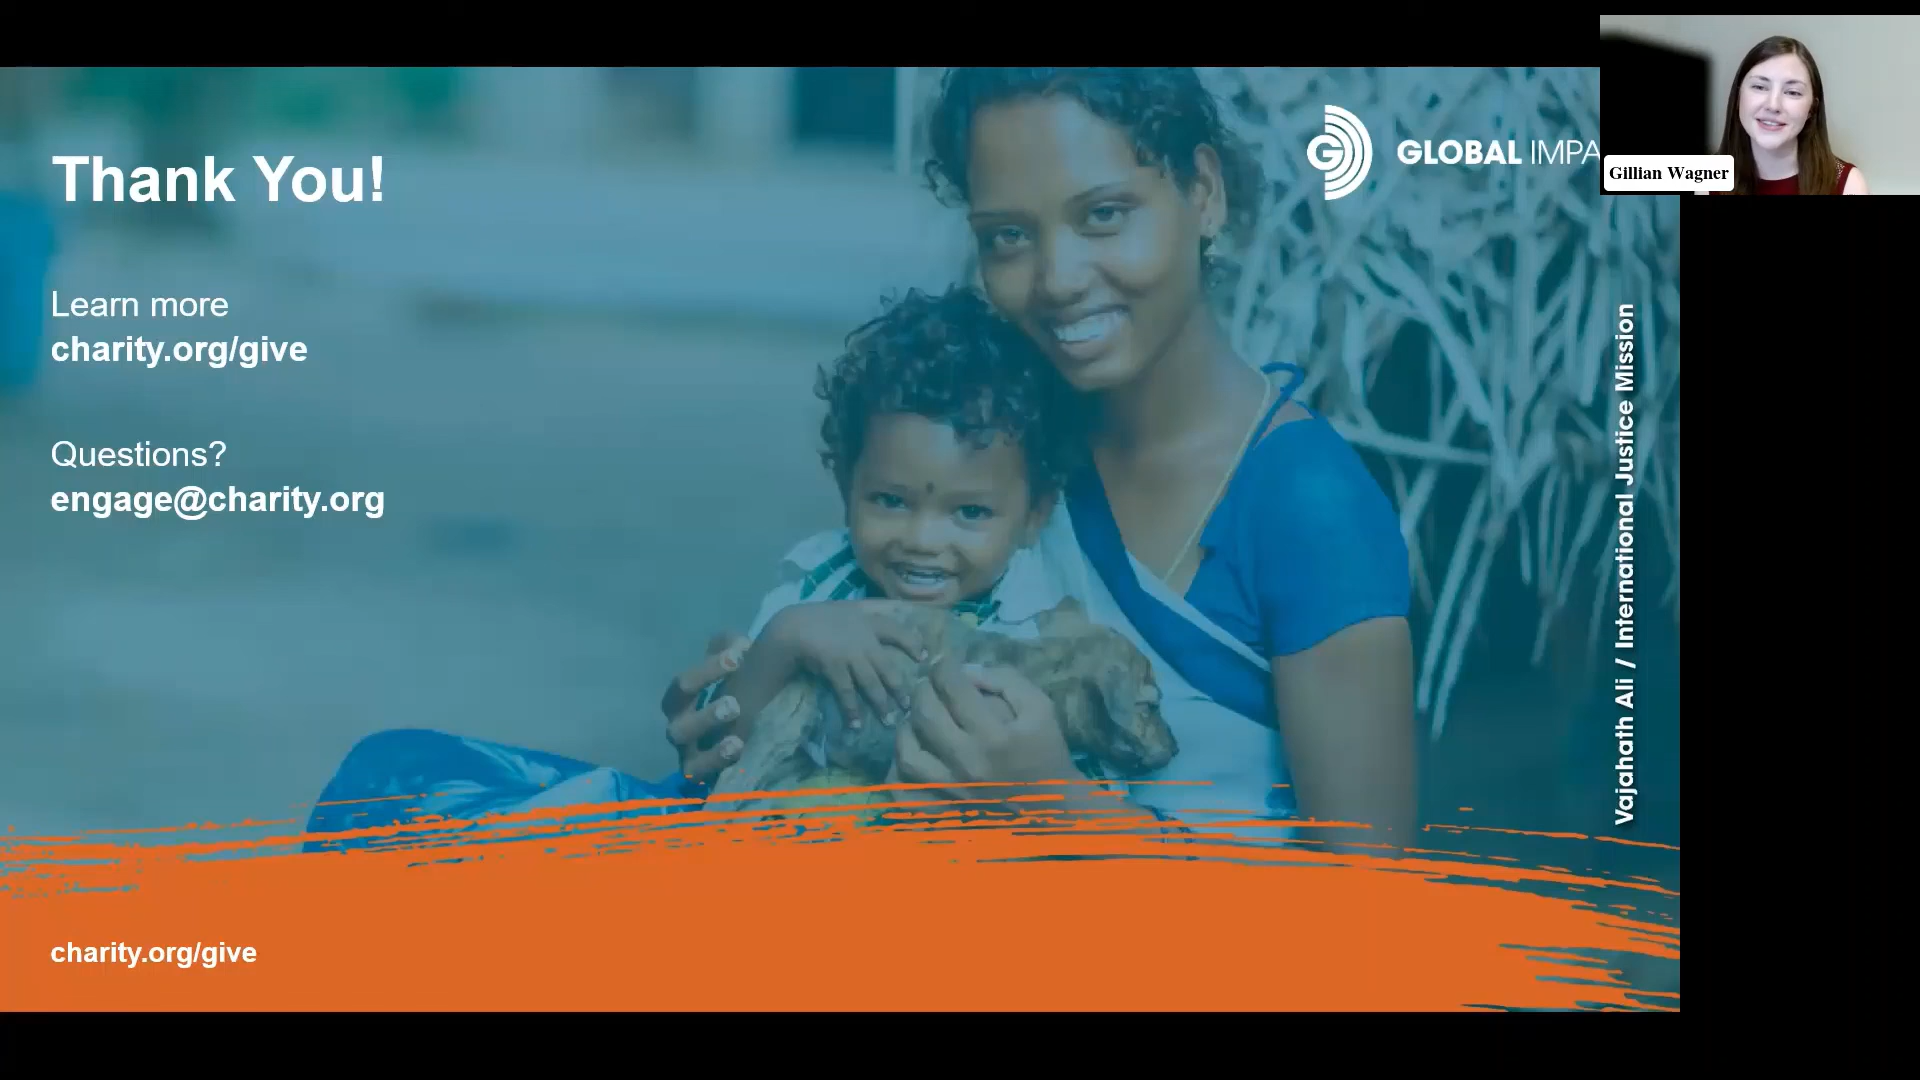 Thank You!
Learn more
charity.org/give
Questions?
engage@charity.org
charity.org/give
GLOBAL IMPA
Gillian Wagner
Vajahath Ali / International Justice Mission